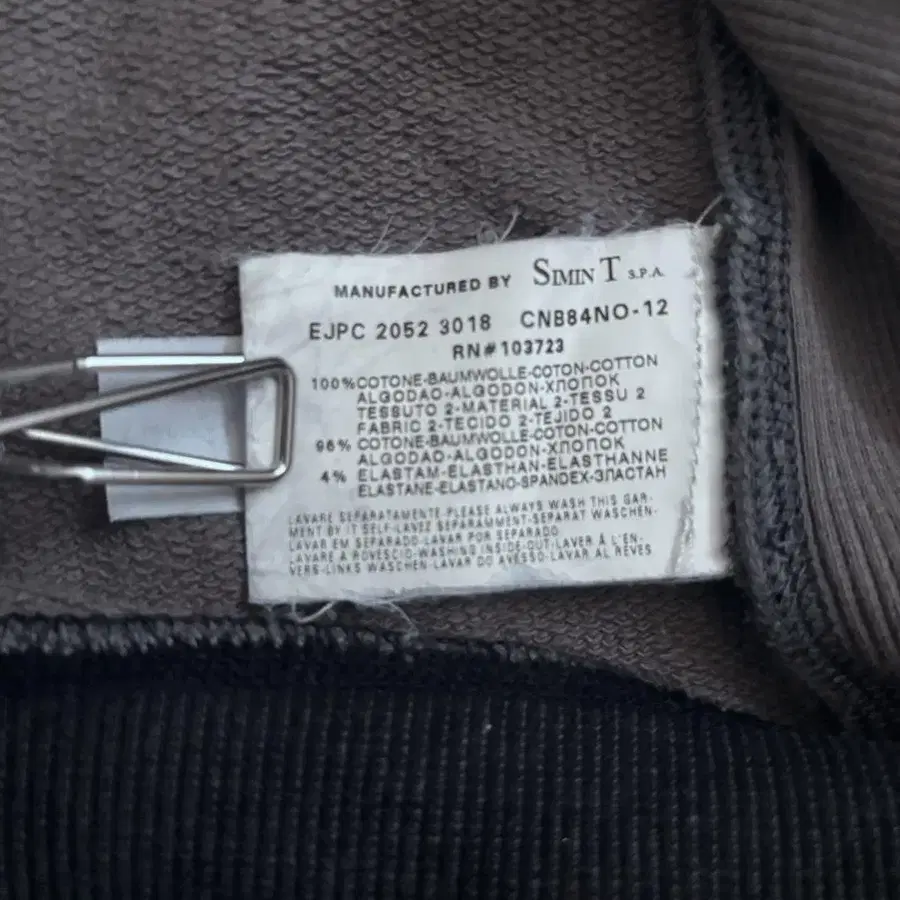 MANUFACTURED BY SIMIN T S.P.A.
EJPC 2052 3018 CNB84NO-12
RN#103723
100% COTONE-BAUMWOLLE-COTON-COTTON
ALGODAO-ALGODON-ХЛОПОК
TESSUTO 2-MATERIAL 2-TESSU 2
FABRIC 2-TECIDO 2-TEJIDO 2
96% COTONE-BAUMWOLLE-COTON-COTTON
ALGODAO-ALGODON-ХЛОПОК
4% ELASTAM-ELASTHAN-ELASTHANNE
ELASTANE-ELASTANO-SPANDEX-ЭЛАСТАН
LAVARE SEPARATAMENTE-PLEASE ALWAYS WASH THIS GAR-
MENT BY IT SELF-LAVEZ SEPARAMMENT-SEPARAT WASCHEN-
LAVAR EM SEPARADO-LAVAR POR SEPARADO
LAVARE A ROVESCIO-WASHING INSIDE-OUT-LAVER À L'EN-
VERS-LINKS WASCHEN-LAVAR DO AVESSO-LAVAR AL REVES